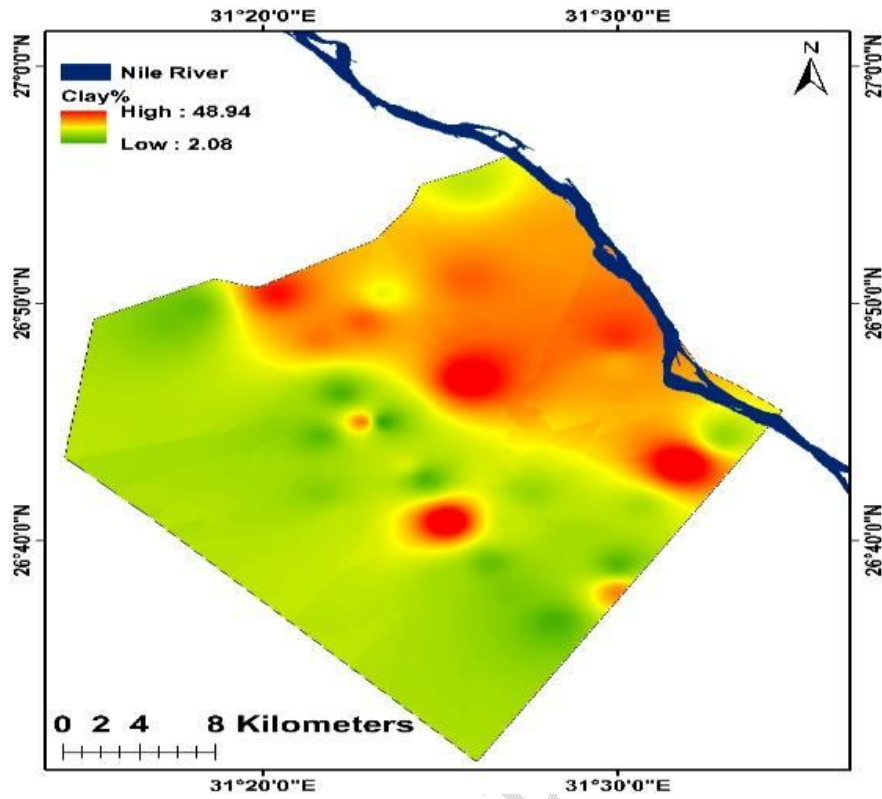 31°20'0"E 31°30'0"E
27°0'0"N 27°0'0"N
N
Nile River
Clay%
High : 48.94
Low : 2.08
26°50'0"N 26°50'0"N
26°40'0"N 26°40'0"N
0 2 4 8 Kilometers
31°20'0"E 31°30'0"E